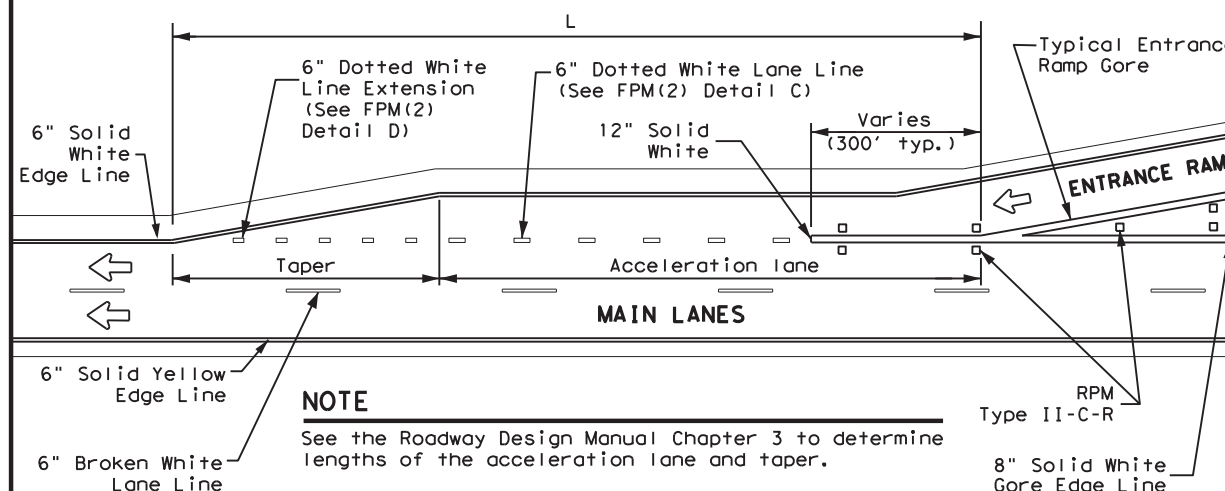 L
Typical Entrance
Ramp Gore
6" Dotted White
Line Extension
(See FPM(2)
Detail D)
6" Dotted White Lane Line
(See FPM(2) Detail C)
Varies
(300' typ.)
12" Solid
White
6" Solid
White
Edge Line
ENTRANCE RAM
Taper
Acceleration lane
MAIN LANES
6" Solid Yellow
Edge Line
RPM
Type II-C-R
NOTE
See the Roadway Design Manual Chapter 3 to determine
lengths of the acceleration lane and taper.
6" Broken White
Lane Line
8" Solid White
Gore Edge Line